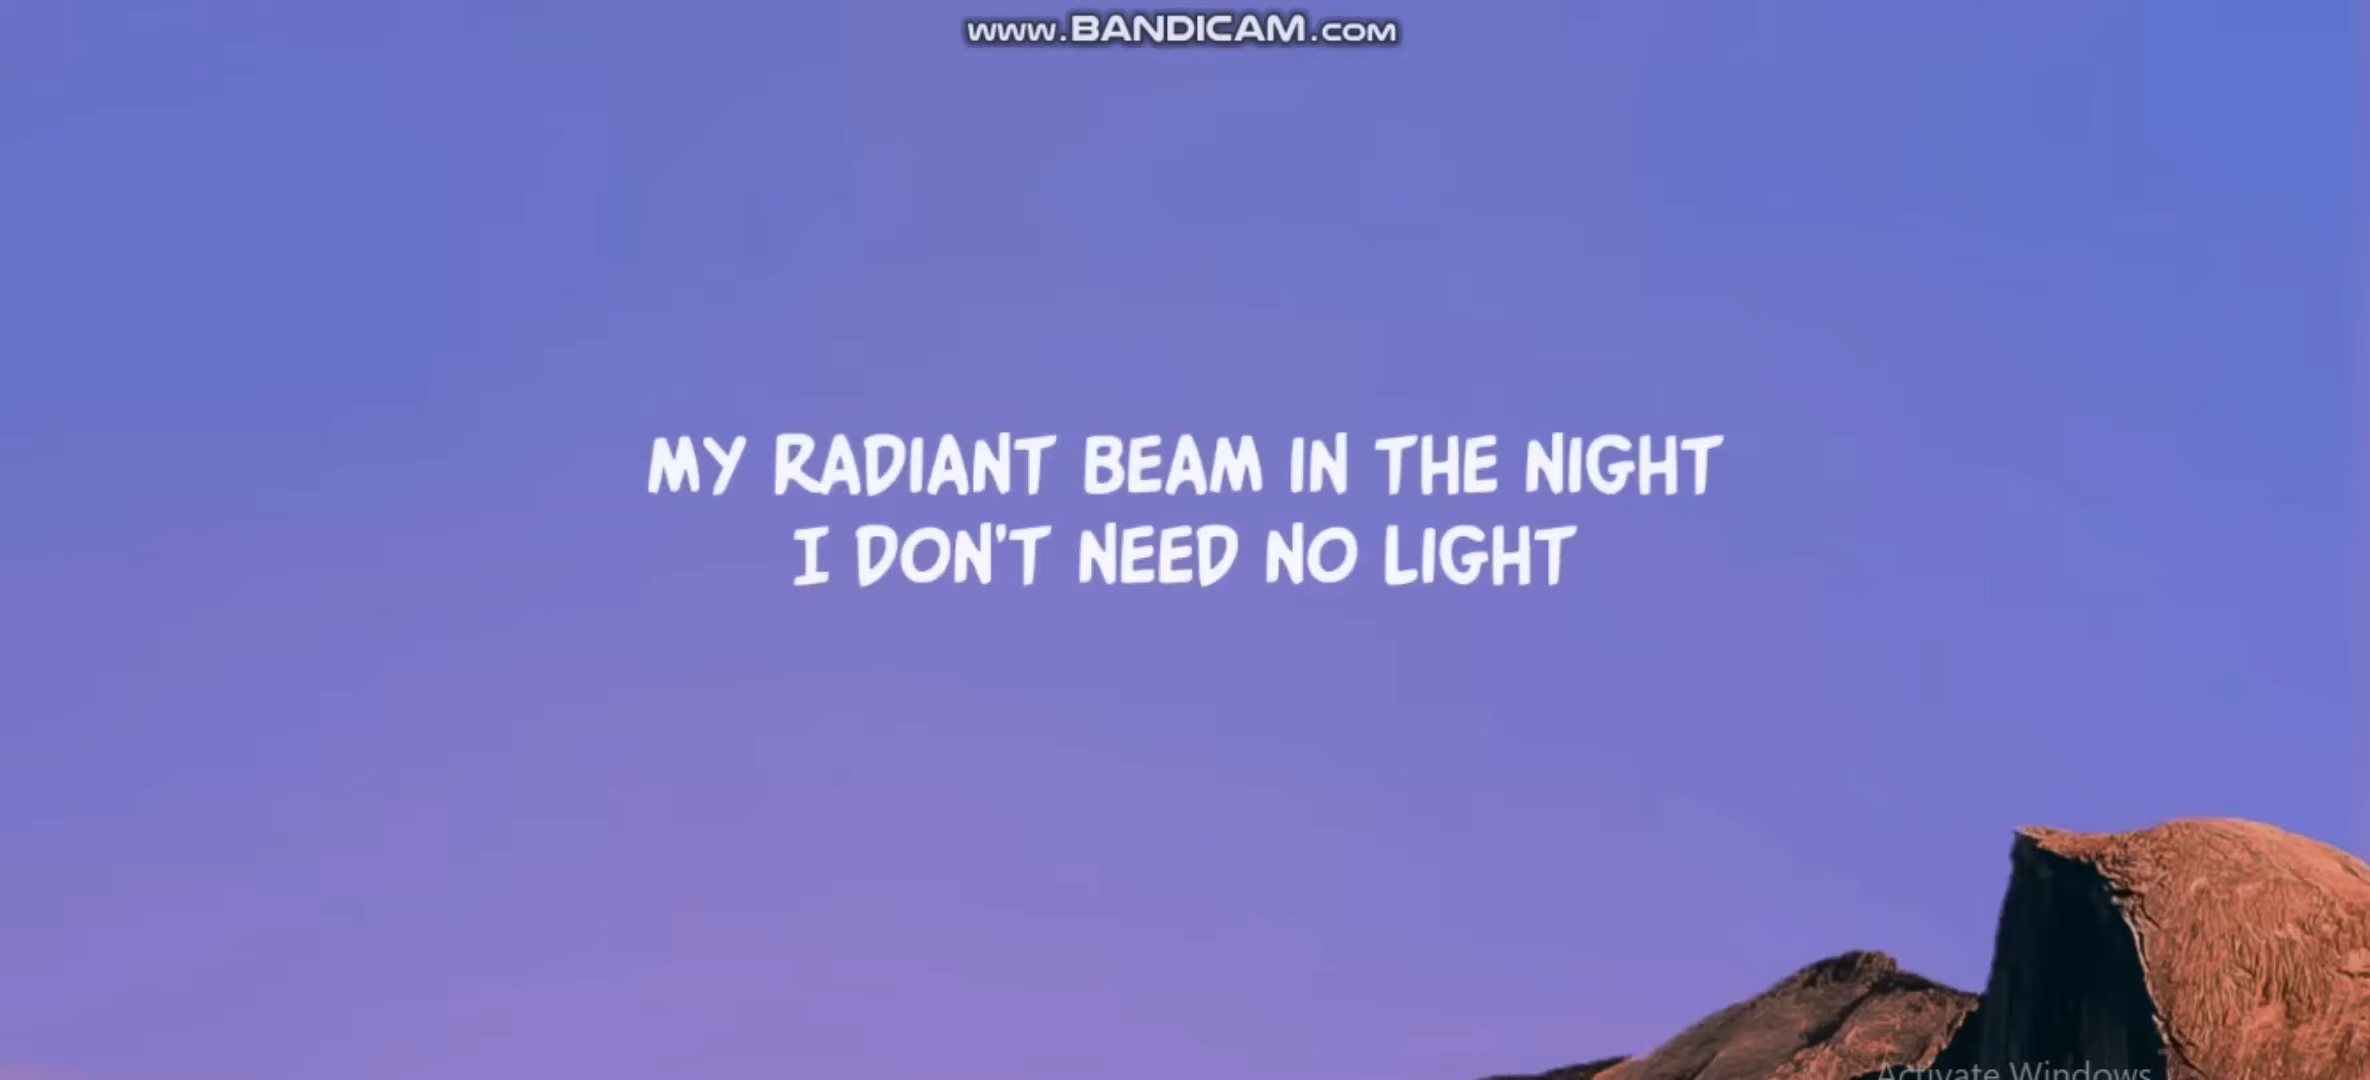 www.BANDICAM.com
MY RADIANT BEAM IN THE NIGHT
I DON'T NEED NO LIGHT
Activate Windows